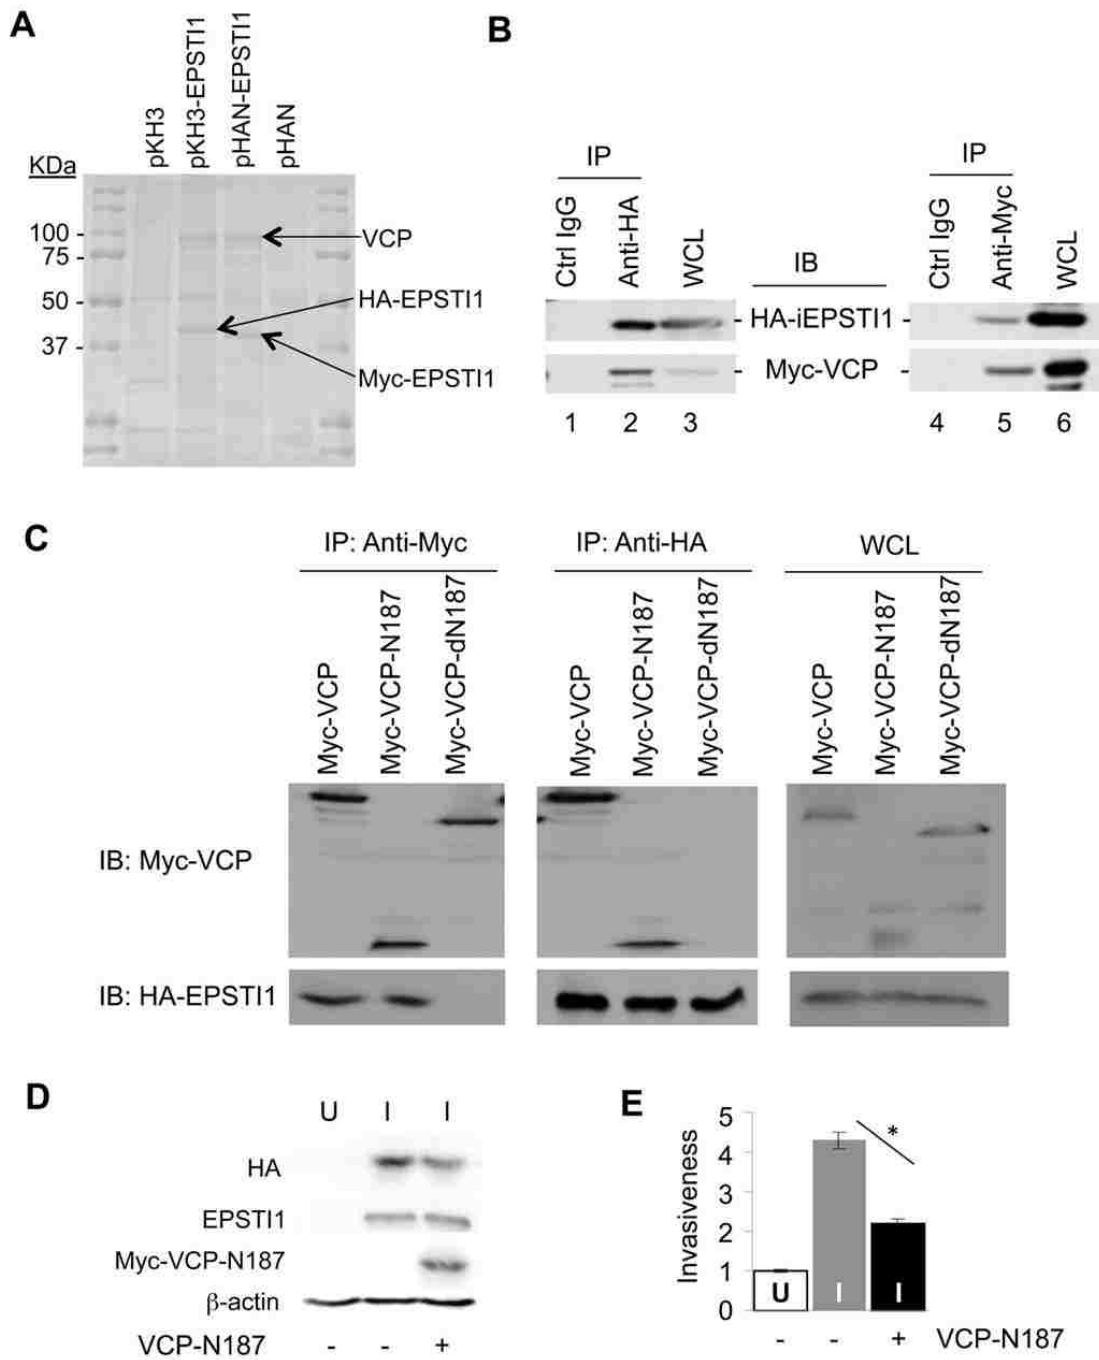 A
pKH3
pKH3-EPSTI1
pHAN-EPSTI1
pHAN
KDa
100
75
50
37
VCP
HA-EPSTI1
Myc-EPSTI1
B
IP
Ctrl IgG
Anti-HA
WCL
IB
HA-iEPSTI1
Myc-VCP
1 2 3
IP
Ctrl IgG
Anti-Myc
WCL
4 5 6
C
IP: Anti-Myc
Myc-VCP
Myc-VCP-N187
Myc-VCP-dN187
IP: Anti-HA
Myc-VCP
Myc-VCP-N187
Myc-VCP-dN187
WCL
Myc-VCP
Myc-VCP-N187
Myc-VCP-dN187
IB: Myc-VCP
IB: HA-EPSTI1
D
U I I
HA
EPSTI1
Myc-VCP-N187
β-actin
VCP-N187 - - +
E
Invasiveness
5
4
3
2
1
0
*
U I I
- - + VCP-N187